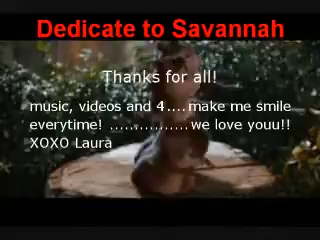 Dedicate to Savannah
Thanks for all!
music, videos and 4....make me smile
everytime! ................we love youu!!
XOXO Laura